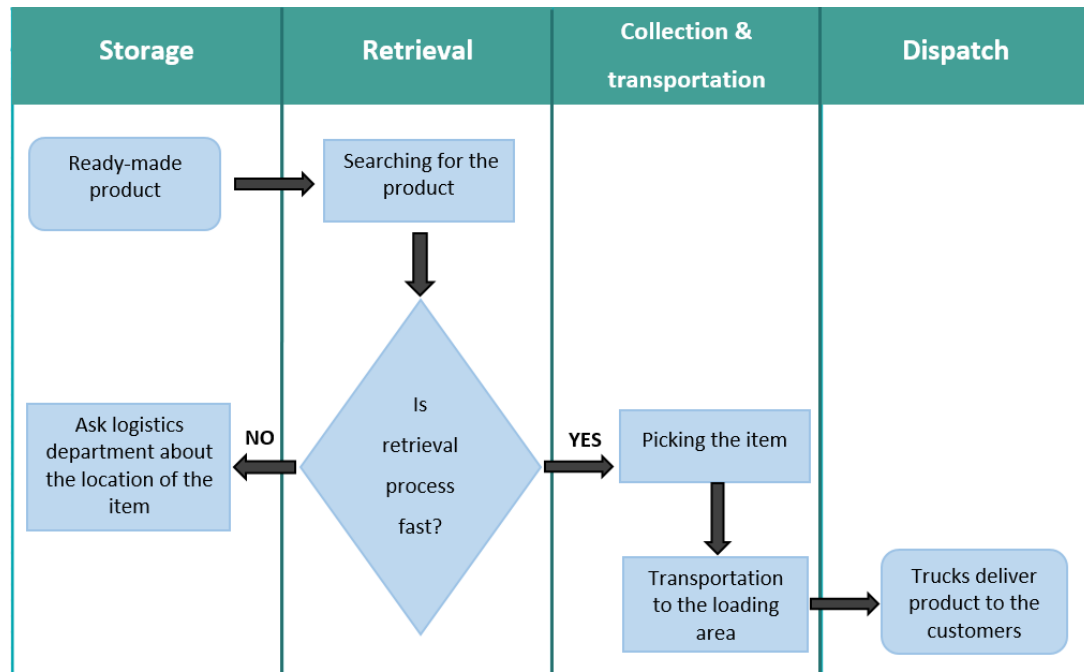 Storage
Retrieval
Collection &
transportation
Dispatch
Ready-made
product
Searching for the
product
Is
retrieval
process
fast?
NO
Ask logistics
department about
the location of the
item
YES
Picking the item
Transportation
to the loading
area
Trucks deliver
product to the
customers